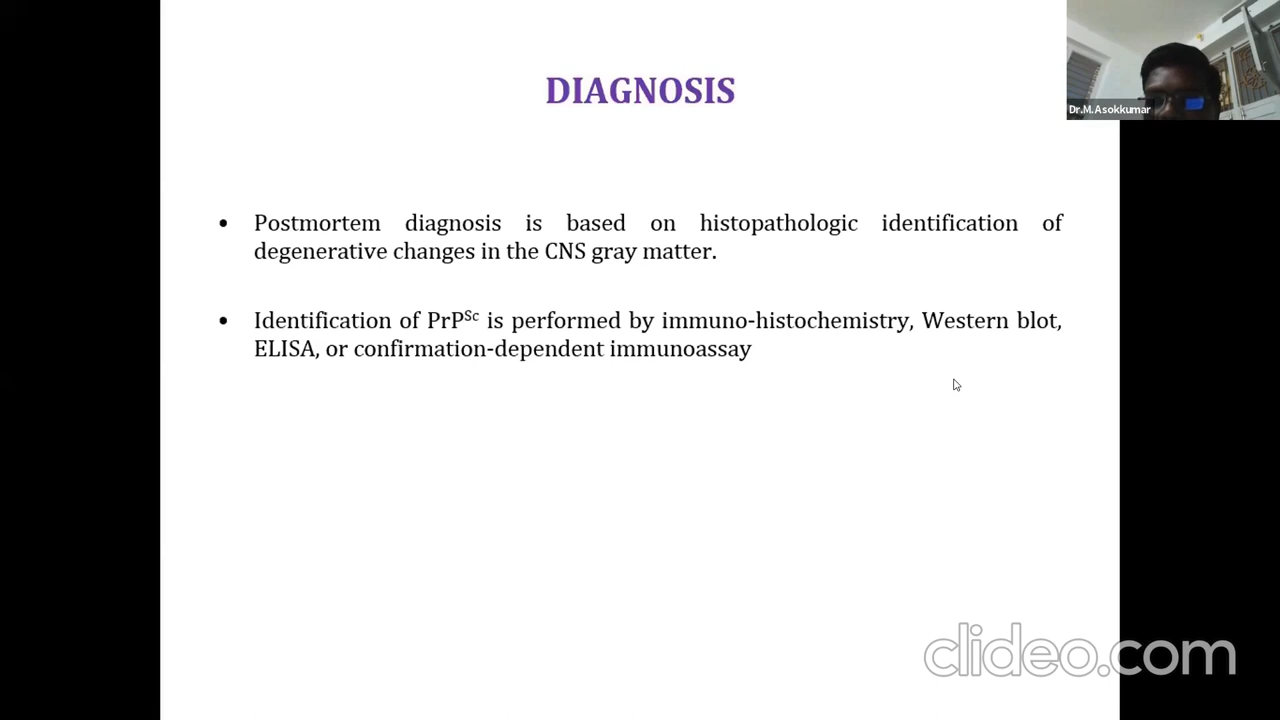 DIAGNOSIS
Dr.M.Asokkumar
• Postmortem diagnosis is based on histopathologic identification of
degenerative changes in the CNS gray matter.
• Identification of PrPSc is performed by immuno-histochemistry, Western blot,
ELISA, or confirmation-dependent immunoassay
clideo.com